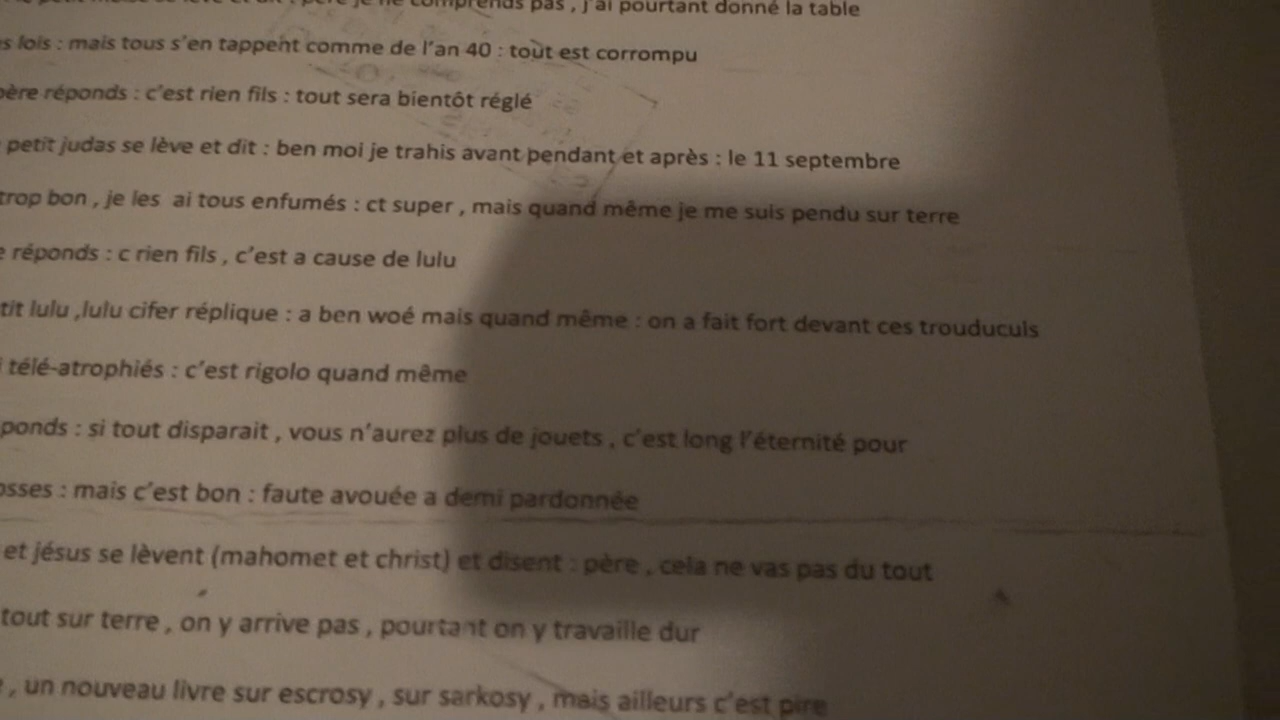 comprends pas , j'ai pourtant donné la table
lois : mais tous s'en tappent comme de l'an 40 : tout est corrompu
réponds : c'est rien fils : tout sera bientôt réglé
petit judas se lève et dit : ben moi je trahis avant pendant et après : le 11 septembre
trop bon , je les ai tous enfumés : ct super , mais quand même je me suis pendu sur terre
réponds : c rien fils , c'est a cause de lulu
lulu ,lulu cifer réplique : a ben woé mais quand même : on a fait fort devant ces trouducuis
télé-atrophiés : c'est rigolo quand même
ponds : si tout disparait , vous n'aurez plus de jouets , c'est long l'éternité pour
osses : mais c'est bon : faute avouée a demi pardonnée
et jésus se lèvent (mahomet et christ) et disent : père , cela ne vas pas du tout
tout sur terre , on y arrive pas , pourtant on y travaille dur
, un nouveau livre sur escrosy , sur sarkosy , mais ailleurs c'est pire